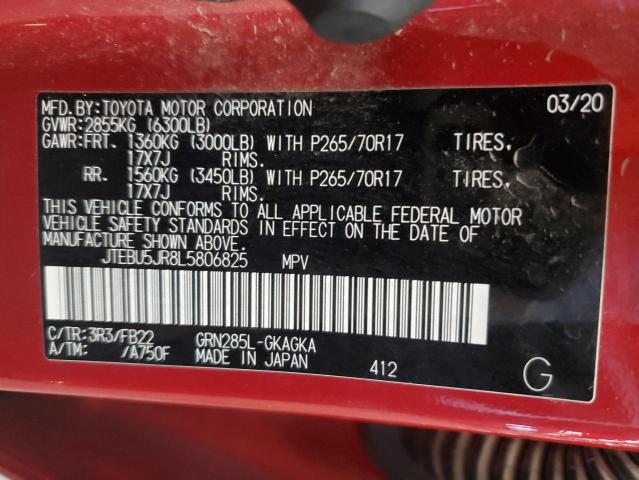 MFD.BY:TOYOTA MOTOR CORPORATION 03/20
GVWR:2855KG (6300LB)
GAWR:FRT. 1360KG (3000LB) WITH P265/70R17 TIRES,
17X7J RIMS.
RR. 1560KG (3450LB) WITH P265/70R17 TIRES,
17X7J RIMS.
THIS VEHICLE CONFORMS TO ALL APPLICABLE FEDERAL MOTOR
VEHICLE SAFETY STANDARDS IN EFFECT ON THE DATE OF
MANUFACTURE SHOWN ABOVE.
JTEBU5JR8L5806825 MPV
C/TR:3R3/FB22 GRN285L-GKAGKA
A/TM: /A750F MADE IN JAPAN 412 G